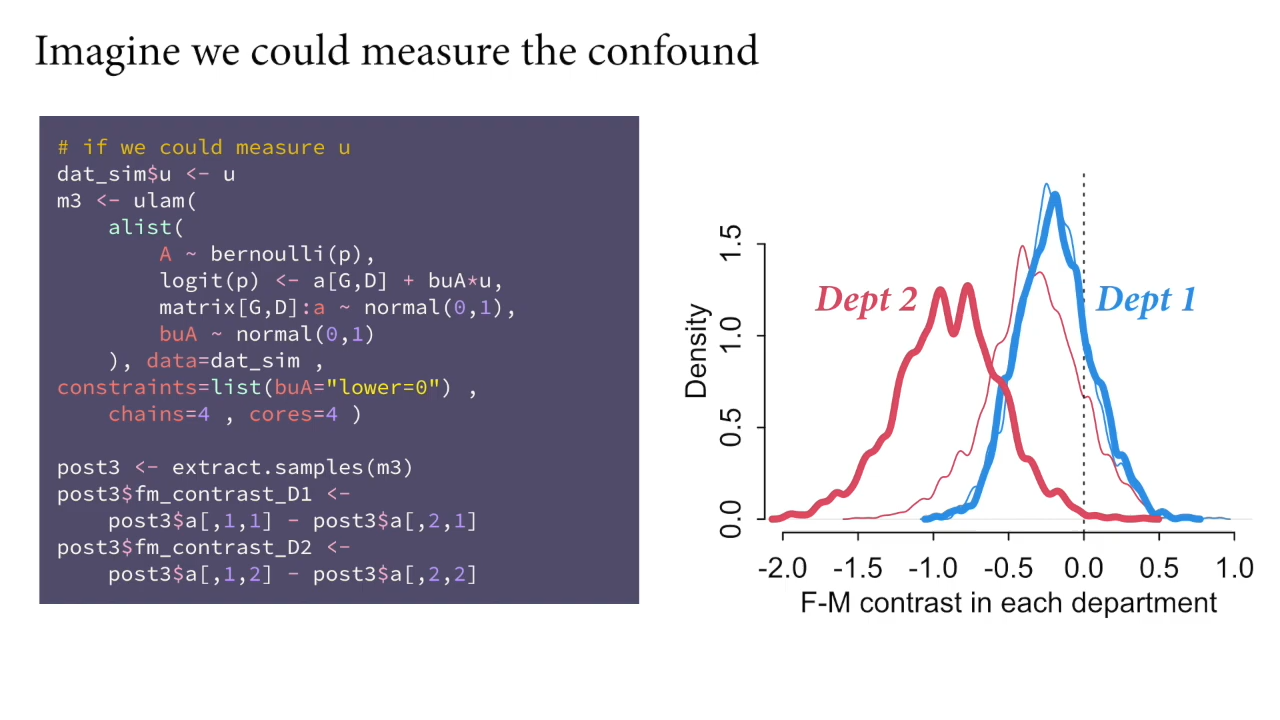 Imagine we could measure the confound
# if we could measure u
dat_sim$u <- u
m3 <- ulam(
    alist(
        A ~ bernoulli(p),
        logit(p) <- a[G,D] + buA*u,
        matrix[G,D]:a ~ normal(0,1),
        buA ~ normal(0,1)
    ), data=dat_sim ,
constraints=list(buA="lower=0") ,
    chains=4 , cores=4 )
post3 <- extract.samples(m3)
post3$fm_contrast_D1 <-
    post3$a[,1,1] - post3$a[,2,1]
post3$fm_contrast_D2 <-
    post3$a[,1,2] - post3$a[,2,2]
Density
0.0 0.5 1.0 1.5
Dept 2
Dept 1
-2.0 -1.5 -1.0 -0.5 0.0 0.5 1.0
F-M contrast in each department